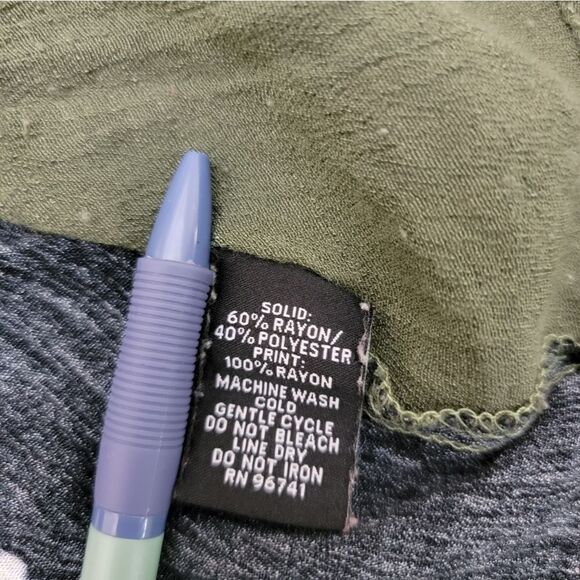 SOLID:
60% RAYON/
40% POLYESTER
PRINT:
100% RAYON
MACHINE WASH
COLD
GENTLE CYCLE
DO NOT BLEACH
LINE DRY
DO NOT IRON
RN 96741